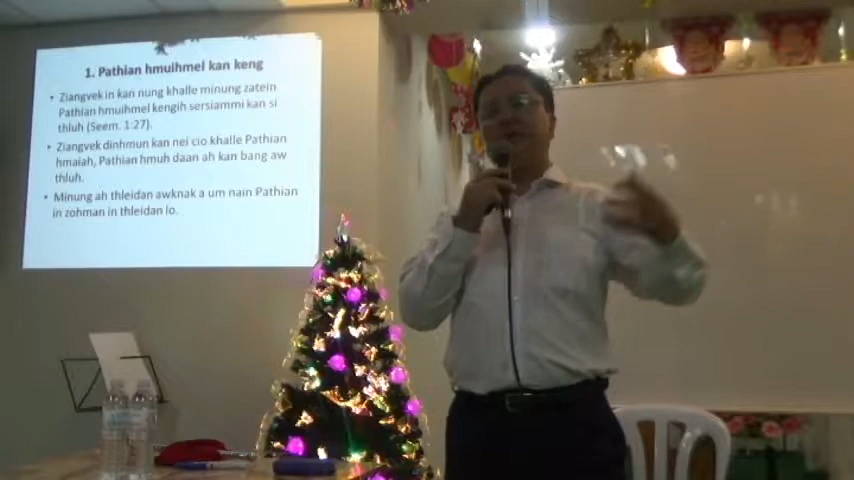 1. Pathian hmuihmel kan keng
• Ziangvek in kan nung khalle minung zatein
Pathian hmuihmel kengih sersiammi kan si
thluh (Seem. 1:27).
• Ziangvek dinhmun kan nei cio khalle Pathian
hmaiah, Pathian hmuh daan ah kan bang aw
thluh.
• Minung ah thleidan awknak a um nain Pathian
in zohman in thleidan lo.